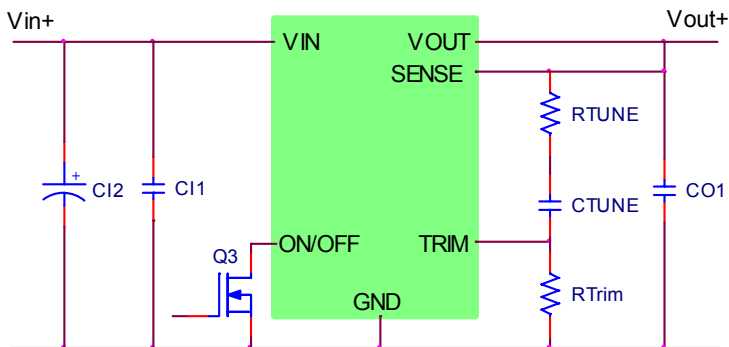 Vin+
Vout+
VIN
VOUT
SENSE
RTUNE
+
CI2
CI1
CTUNE
CO1
ON/OFF
TRIM
Q3
RTrim
GND